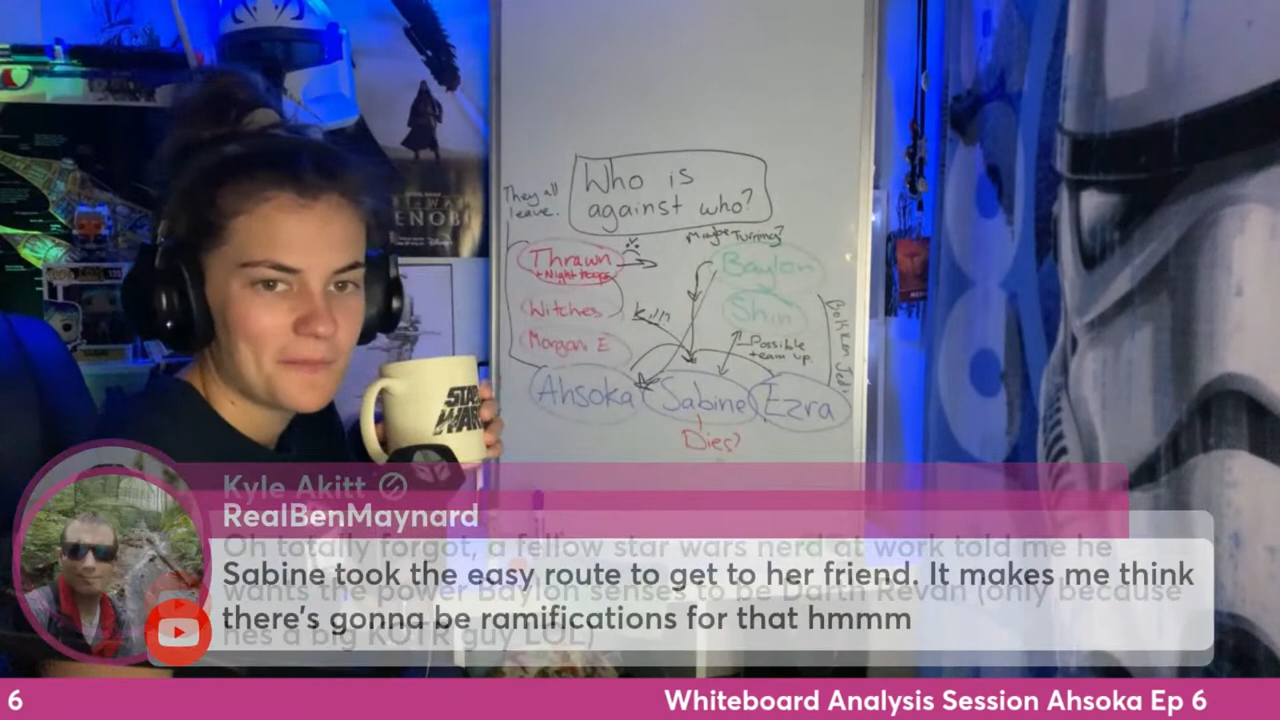 ENOBI
They all
leave.
Who is
against who?
Maybe Turning?
Thrawn
+ Night troops
Baylon
Witches
Kill?
Shin
Morgan E
Possible
team up.
Broken Jedi
Ahsoka
Sabine
Ezra
Dies?
STAR
WARS
Kyle Akitt
RealBenMaynard
Oh totally forgot, a fellow star wars nerd at work told me he
Sabine took the easy route to get to her friend. It makes me think
wants the power Baylon senses to be Darth Revan (only because
there's gonna be ramifications for that hmmm
hes a big KOTR guy LOL)
6
Whiteboard Analysis Session Ahsoka Ep 6